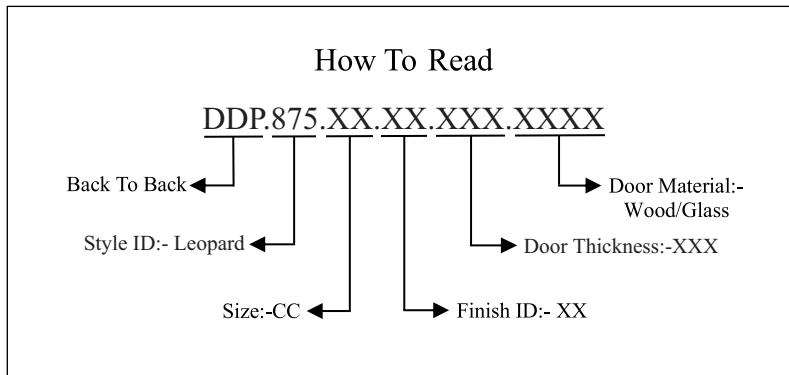 How To Read
DDP.875.XX.XX.XXX.XXXX
Back To Back
Door Material:-
Wood/Glass
Style ID:- Leopard
Door Thickness:-XXX
Size:-CC
Finish ID:- XX